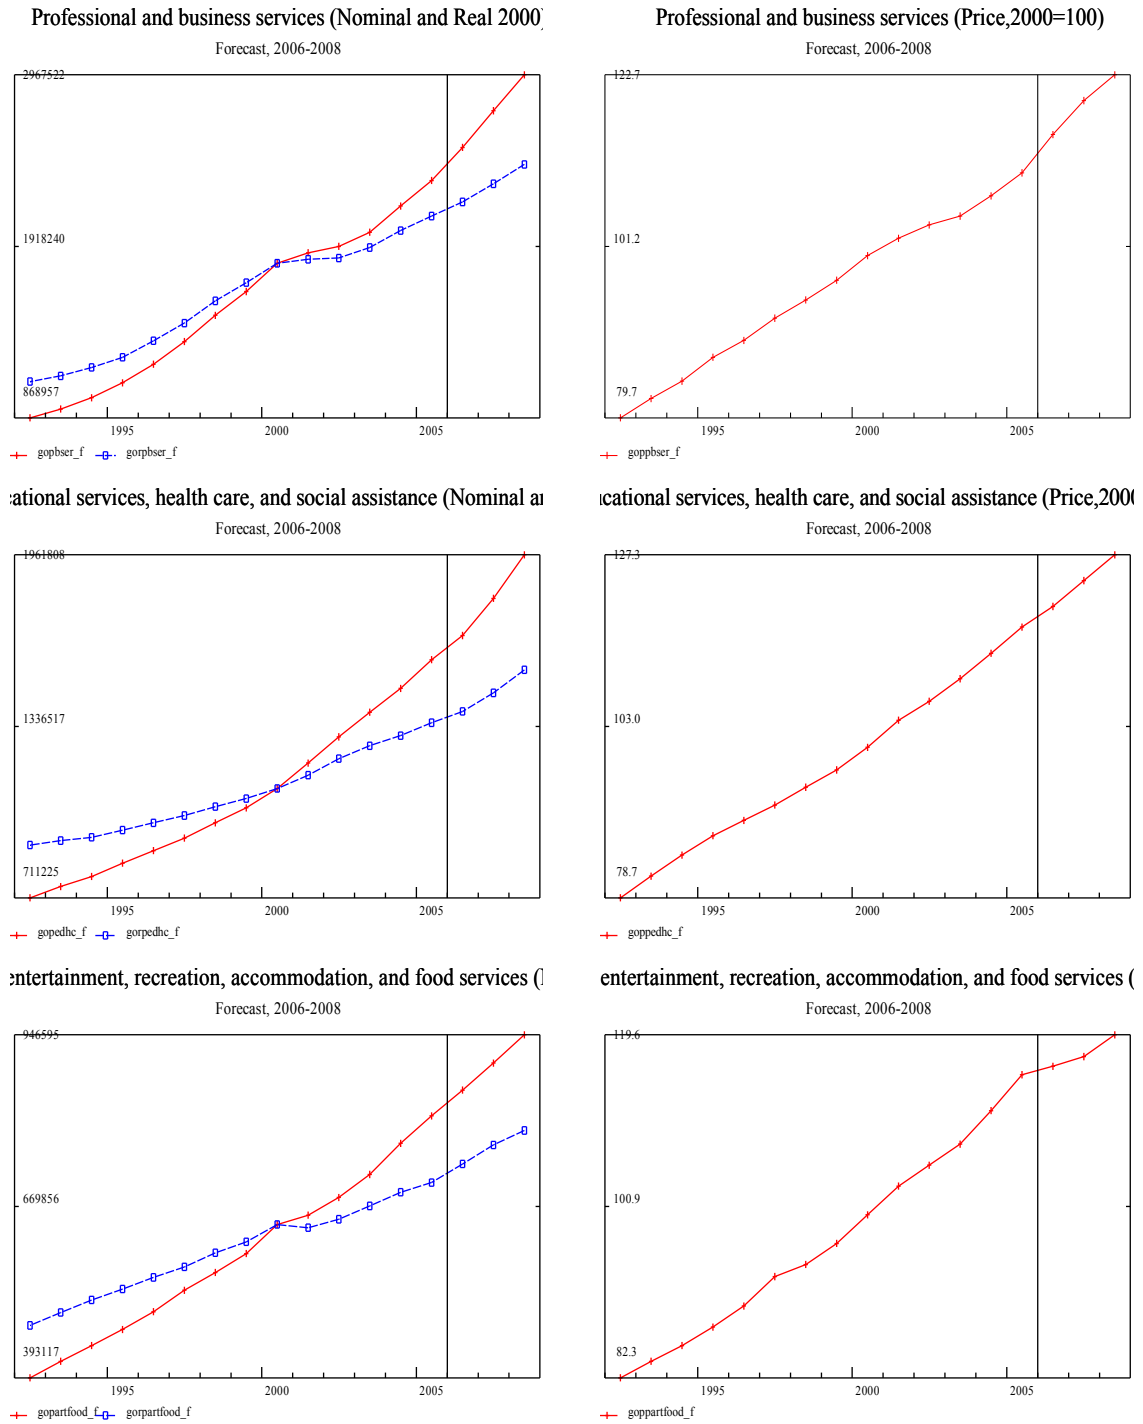 Professional and business services (Nominal and Real 2000)
Forecast, 2006-2008
2967522
1918240
868957
1995 2000 2005
gopbser_f gorpbser_f
Professional and business services (Price,2000=100)
Forecast, 2006-2008
122.7
101.2
79.7
1995 2000 2005
goppbser_f
cational services, health care, and social assistance (Nominal an
Forecast, 2006-2008
1961808
1336517
711225
1995 2000 2005
gopedhc_f gorpedhc_f
ucational services, health care, and social assistance (Price,2000
Forecast, 2006-2008
127.3
103.0
78.7
1995 2000 2005
goppedhc_f
entertainment, recreation, accommodation, and food services (
Forecast, 2006-2008
946595
669856
393117
1995 2000 2005
gopartfood_f gorpartfood_f
entertainment, recreation, accommodation, and food services (
Forecast, 2006-2008
119.6
100.9
82.3
1995 2000 2005
goppartfood_f